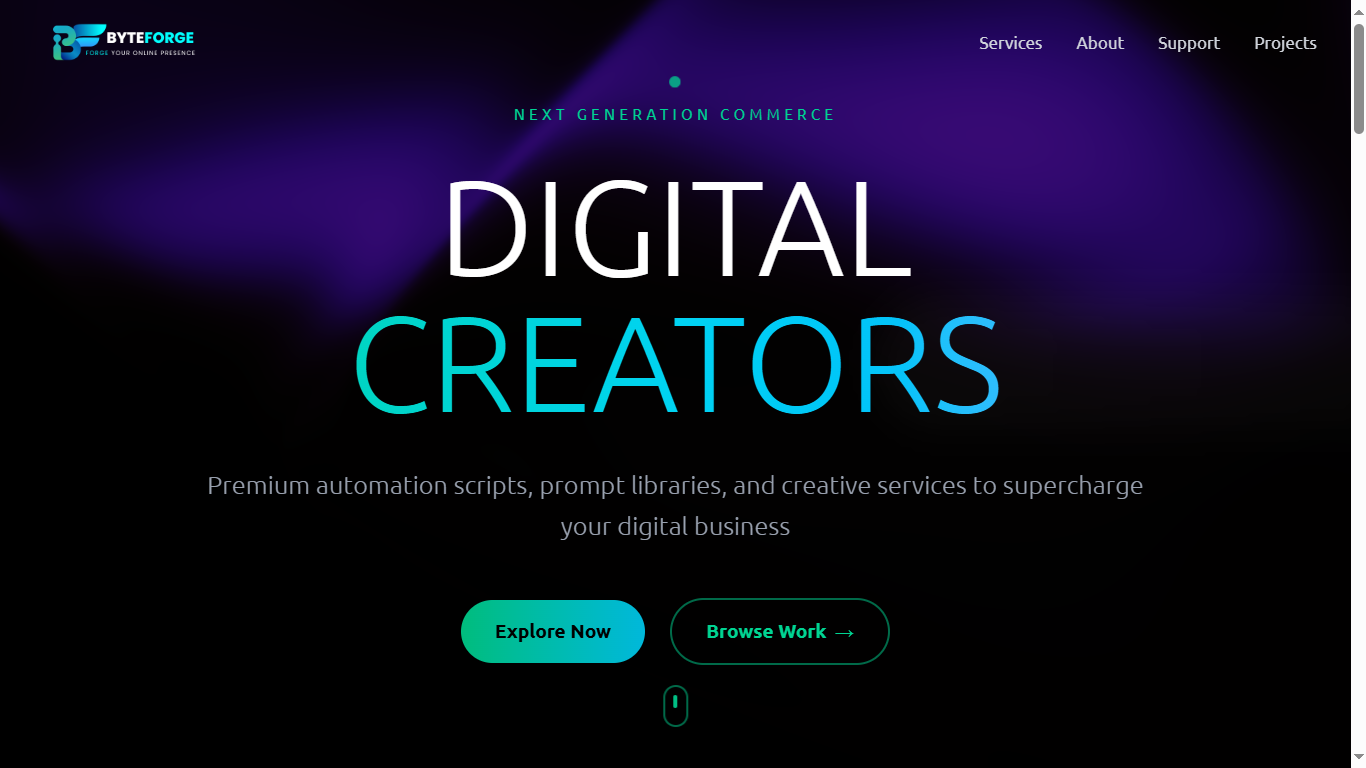 BYTEFORGE
FORGE YOUR ONLINE PRESENCE
Services
About
Support
Projects
NEXT GENERATION COMMERCE
DIGITAL
CREATORS
Premium automation scripts, prompt libraries, and creative services to supercharge
your digital business
Explore Now
Browse Work →